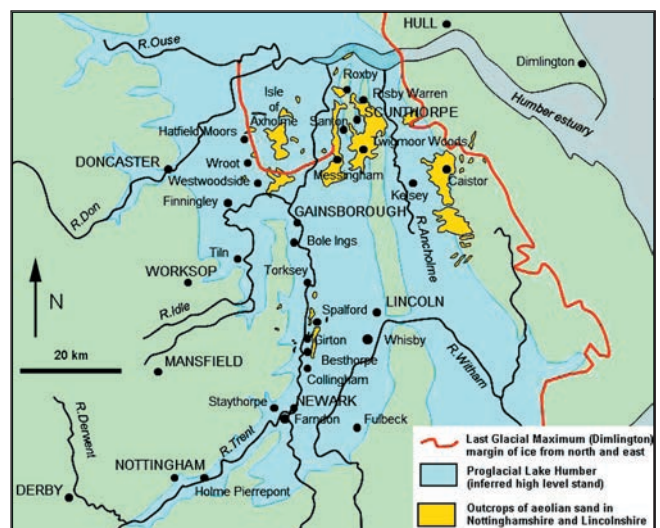 HULL
R.Ouse
Dimlington
Roxby
Isle of
Axholme
Risby Warren
SCUNTHORPE
Santon
Humber estuary
Hatfield Moors
Twigmoor Woods
DONCASTER
Wroot
Messingham
Caistor
Westwoodside
Kelsey
Finningley
R.Don
GAINSBOROUGH
R.Ancholme
Bole Ings
Tiln
WORKSOP
Torksey
N
R.Idle
Spalford
LINCOLN
Girton
Whisby
20 km
MANSFIELD
Besthorpe
R.Witham
Collingham
Staythorpe
NEWARK
Farndon
Fulbeck
R.Derwent
R.Trent
NOTTINGHAM
DERBY
Holme Pierrepont
Last Glacial Maximum (Dimlington)
margin of ice from north and east
Proglacial Lake Humber
(inferred high level stand)
Outcrops of aeolian sand in
Nottinghamshire and Lincolnshire